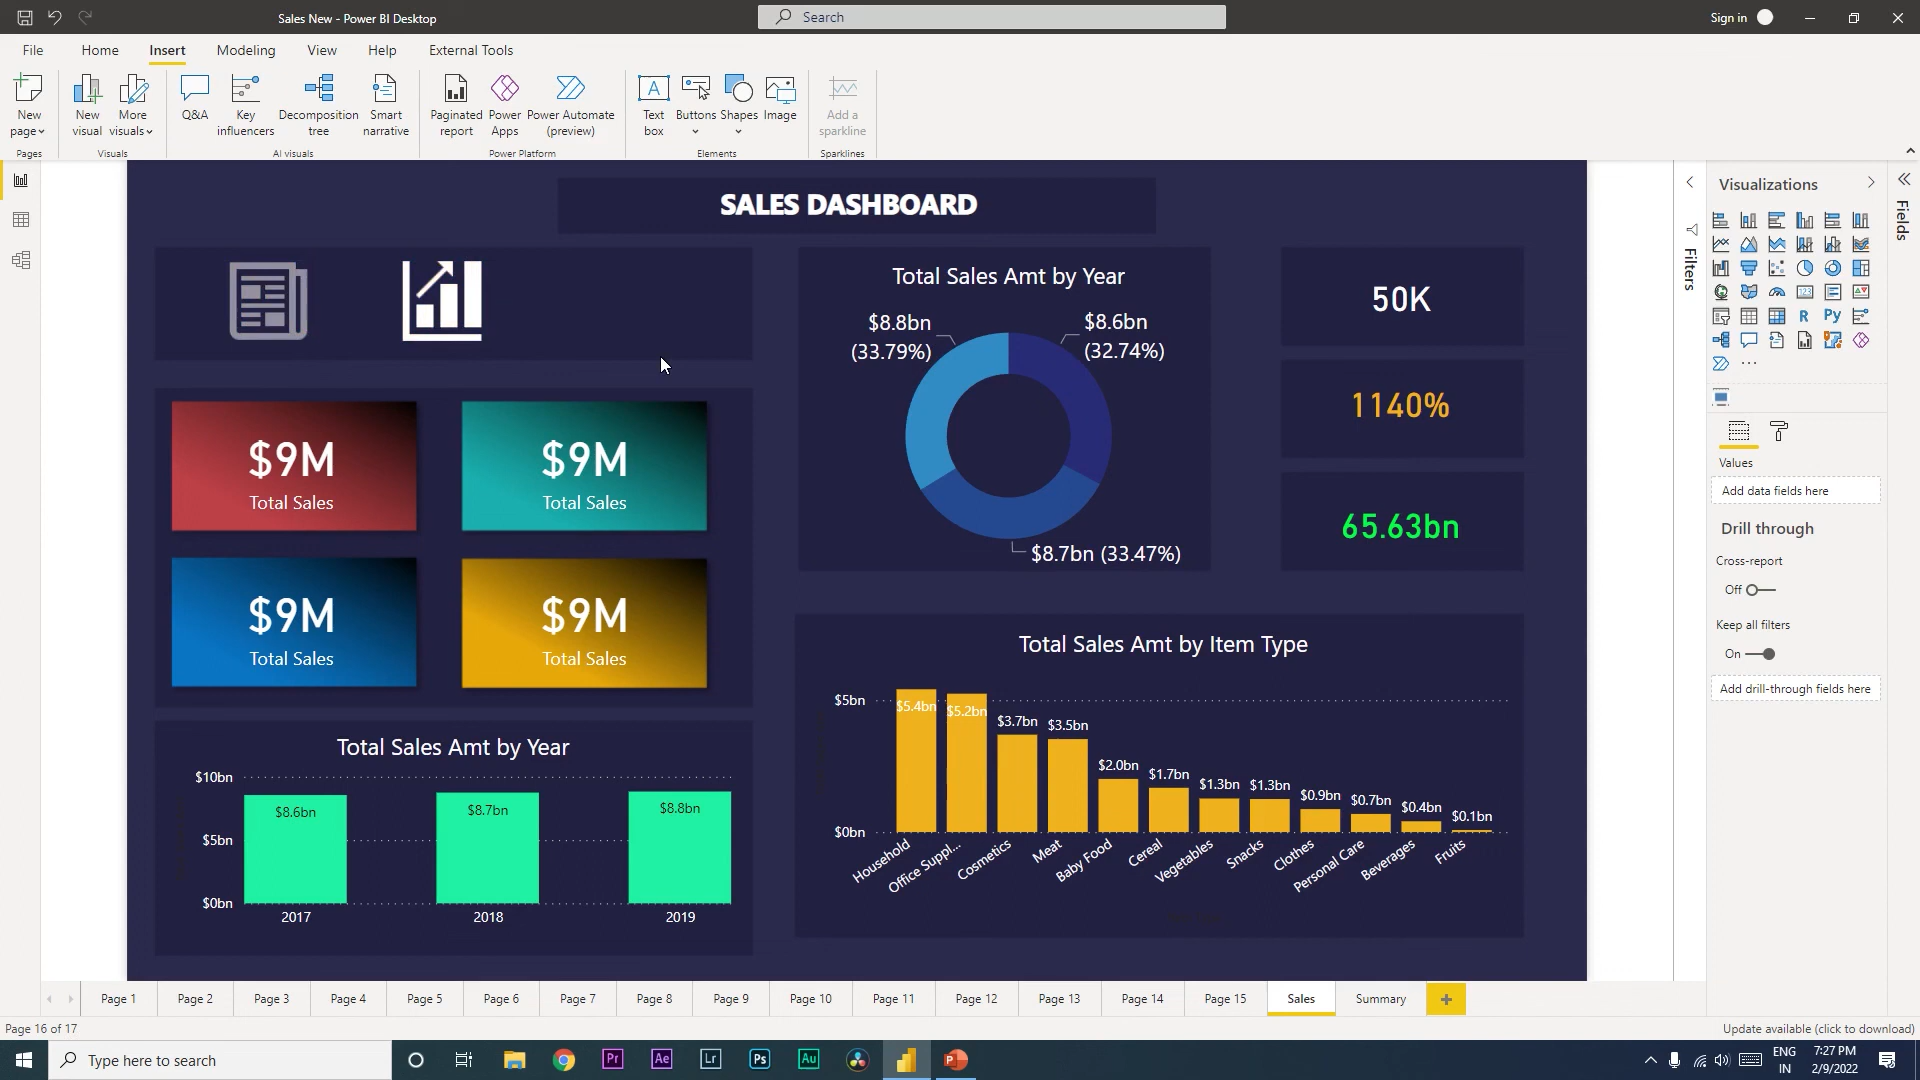 Sales New - Power BI Desktop
Search
Sign in
File
Home
Insert
Modeling
View
Help
External Tools
New page
New visual
More visuals
Q&A
Key influencers
Decomposition tree
Smart narrative
Paginated report
Power Apps
Power Automate (preview)
Text box
Buttons
Shapes
Image
Add a sparkline
Pages
Visuals
AI visuals
Power Platform
Elements
Sparklines
SALES DASHBOARD
$9M
Total Sales
$9M
Total Sales
$9M
Total Sales
$9M
Total Sales
Total Sales Amt by Year
$8.8bn
(33.79%)
$8.6bn
(32.74%)
$8.7bn (33.47%)
50K
1140%
65.63bn
Total Sales Amt by Year
$10bn
$5bn
$0bn
$8.6bn
$8.7bn
$8.8bn
2017
2018
2019
Total Sales Amt by Item Type
$5bn
$0bn
$5.4bn
$5.2bn
$3.7bn
$3.5bn
$2.0bn
$1.7bn
$1.3bn
$1.3bn
$0.9bn
$0.7bn
$0.4bn
$0.1bn
Household
Office Suppl...
Cosmetics
Meat
Baby Food
Cereal
Vegetables
Snacks
Clothes
Personal Care
Beverages
Fruits
Filters
Visualizations
123
R
Py
Values
Add data fields here
Drill through
Cross-report
Off
Keep all filters
On
Add drill-through fields here
Fields
Page 1
Page 2
Page 3
Page 4
Page 5
Page 6
Page 7
Page 8
Page 9
Page 10
Page 11
Page 12
Page 13
Page 14
Page 15
Sales
Summary
+
Page 16 of 17
Update available (click to download)
Type here to search
Pr
Ae
Lr
Ps
Au
P
ENG
IN
7:27 PM
2/9/2022